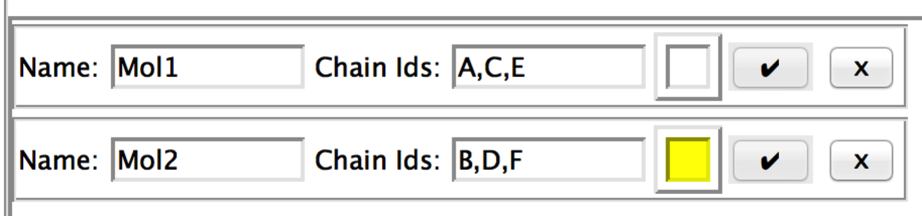 Name: Mol1 Chain Ids: A,C,E ✔ x
Name: Mol2 Chain Ids: B,D,F ✔ x